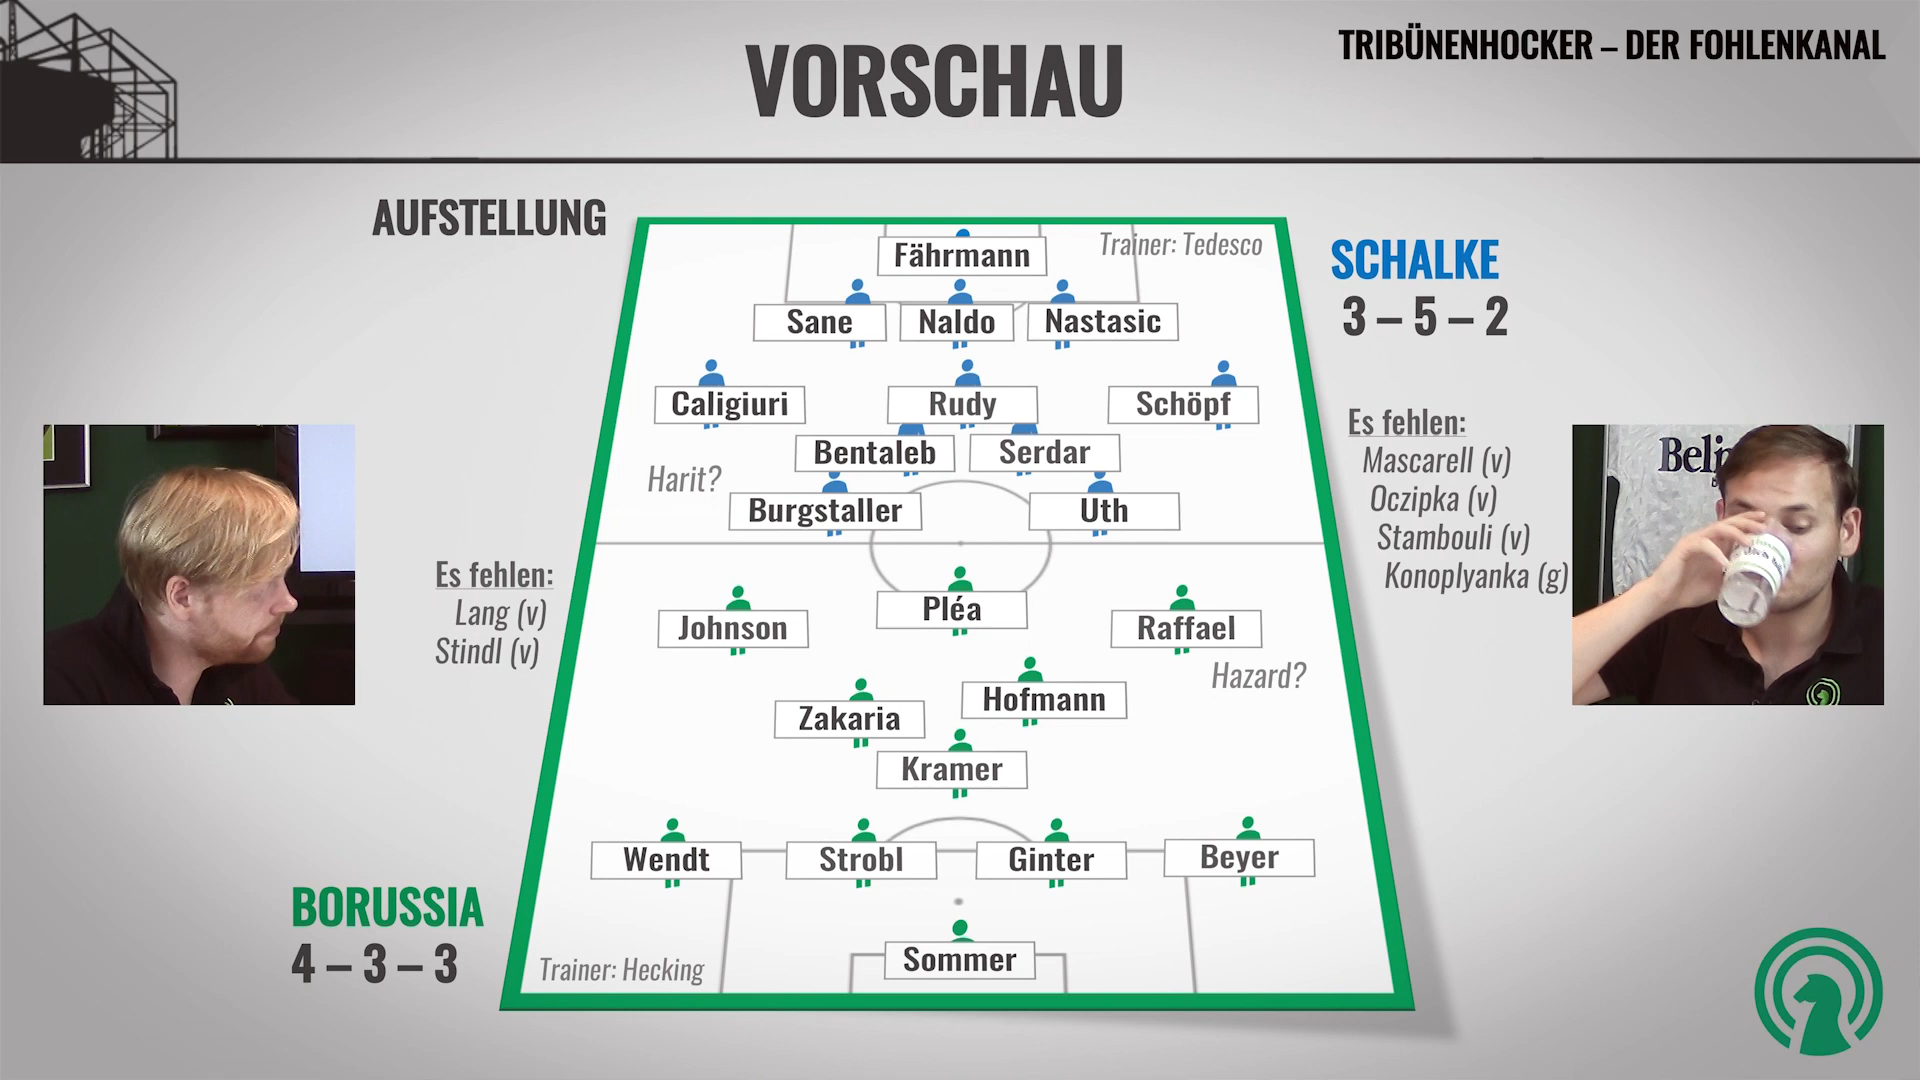 VORSCHAU
TRIBÜNENHOCKER – DER FOHLENKANAL
AUFSTELLUNG
SCHALKE
3 – 5 – 2
Trainer: Tedesco
Fährmann
Sane
Naldo
Nastasic
Caligiuri
Rudy
Schöpf
Bentaleb
Serdar
Harit?
Burgstaller
Uth
Es fehlen:
Mascarell (v)
Oczipka (v)
Stambouli (v)
Konoplyanka (g)
Es fehlen:
Lang (v)
Stindl (v)
Johnson
Pléa
Raffael
Hazard?
Zakaria
Hofmann
Kramer
Wendt
Strobl
Ginter
Beyer
Sommer
BORUSSIA
4 – 3 – 3
Trainer: Hecking